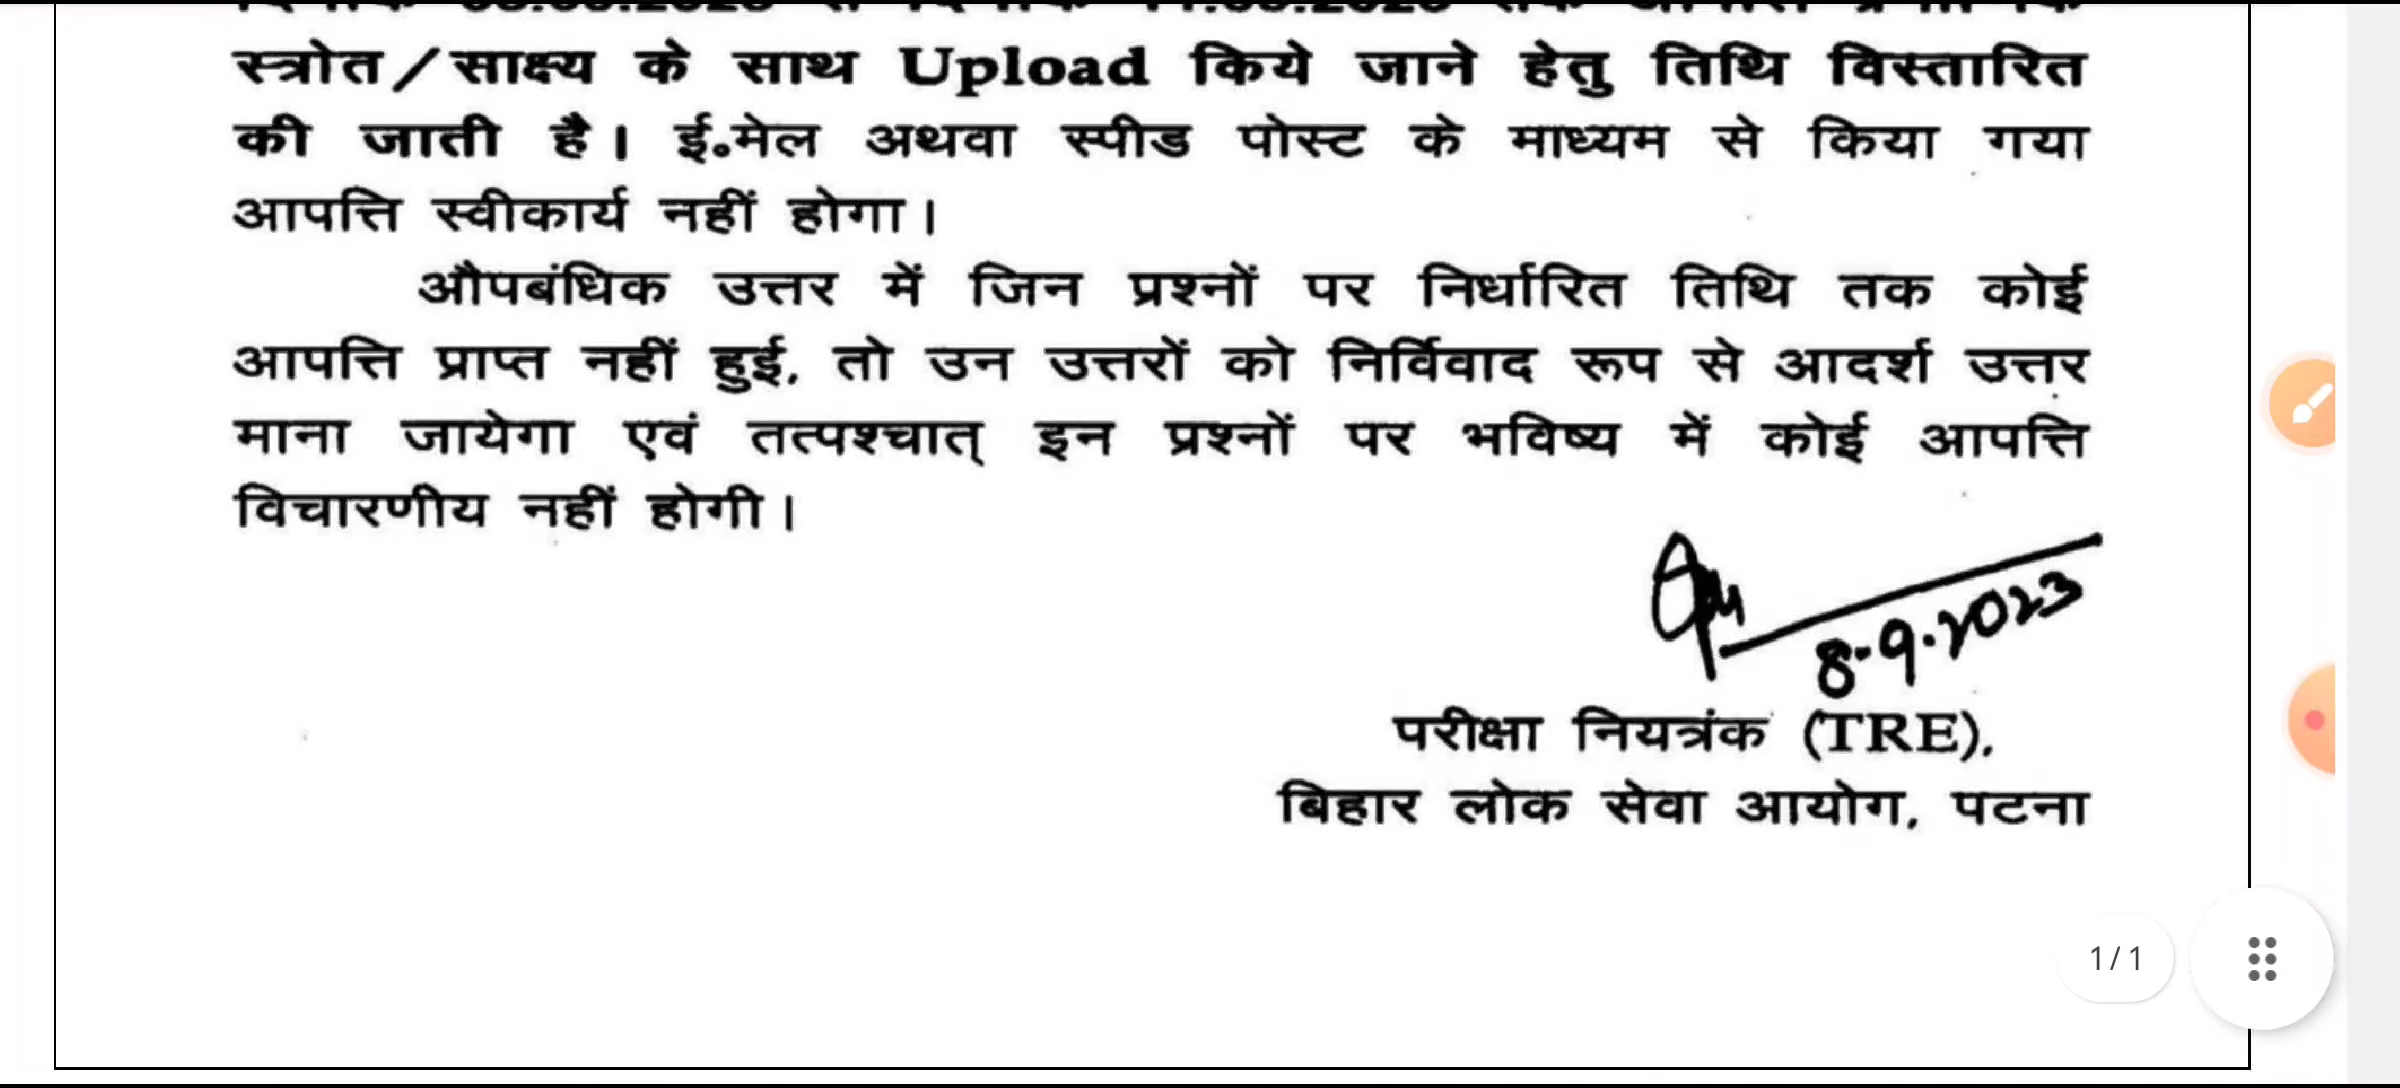 स्त्रोत/साक्ष्य के साथ Upload किये जाने हेतु तिथि विस्तारित
की जाती है। ई॰मेल अथवा स्पीड पोस्ट के माध्यम से किया गया
आपत्ति स्वीकार्य नहीं होगा।
औपबंधिक उत्तर में जिन प्रश्नों पर निर्धारित तिथि तक कोई
आपत्ति प्राप्त नहीं हुई, तो उन उत्तरों को निर्विवाद रूप से आदर्श उत्तर
माना जायेगा एवं तत्पश्चात् इन प्रश्नों पर भविष्य में कोई आपत्ति
विचारणीय नहीं होगी।
8.9.2023
परीक्षा नियत्रंक (TRE),
बिहार लोक सेवा आयोग, पटना
1/1